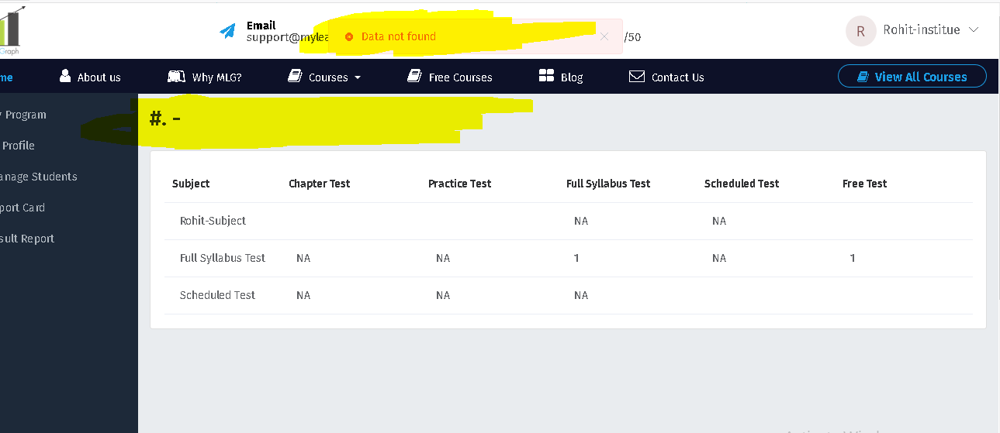 Email
support@mylea
Data not found
/50
R
Rohit-institue
Graph
me
About us
Why MLG?
Courses
Free Courses
Blog
Contact Us
View All Courses
Program
Profile
anage Students
port Card
sult Report
#. -
Subject Chapter Test Practice Test Full Syllabus Test Scheduled Test Free Test
Rohit-Subject NA NA
Full Syllabus Test NA NA 1 NA 1
Scheduled Test NA NA NA